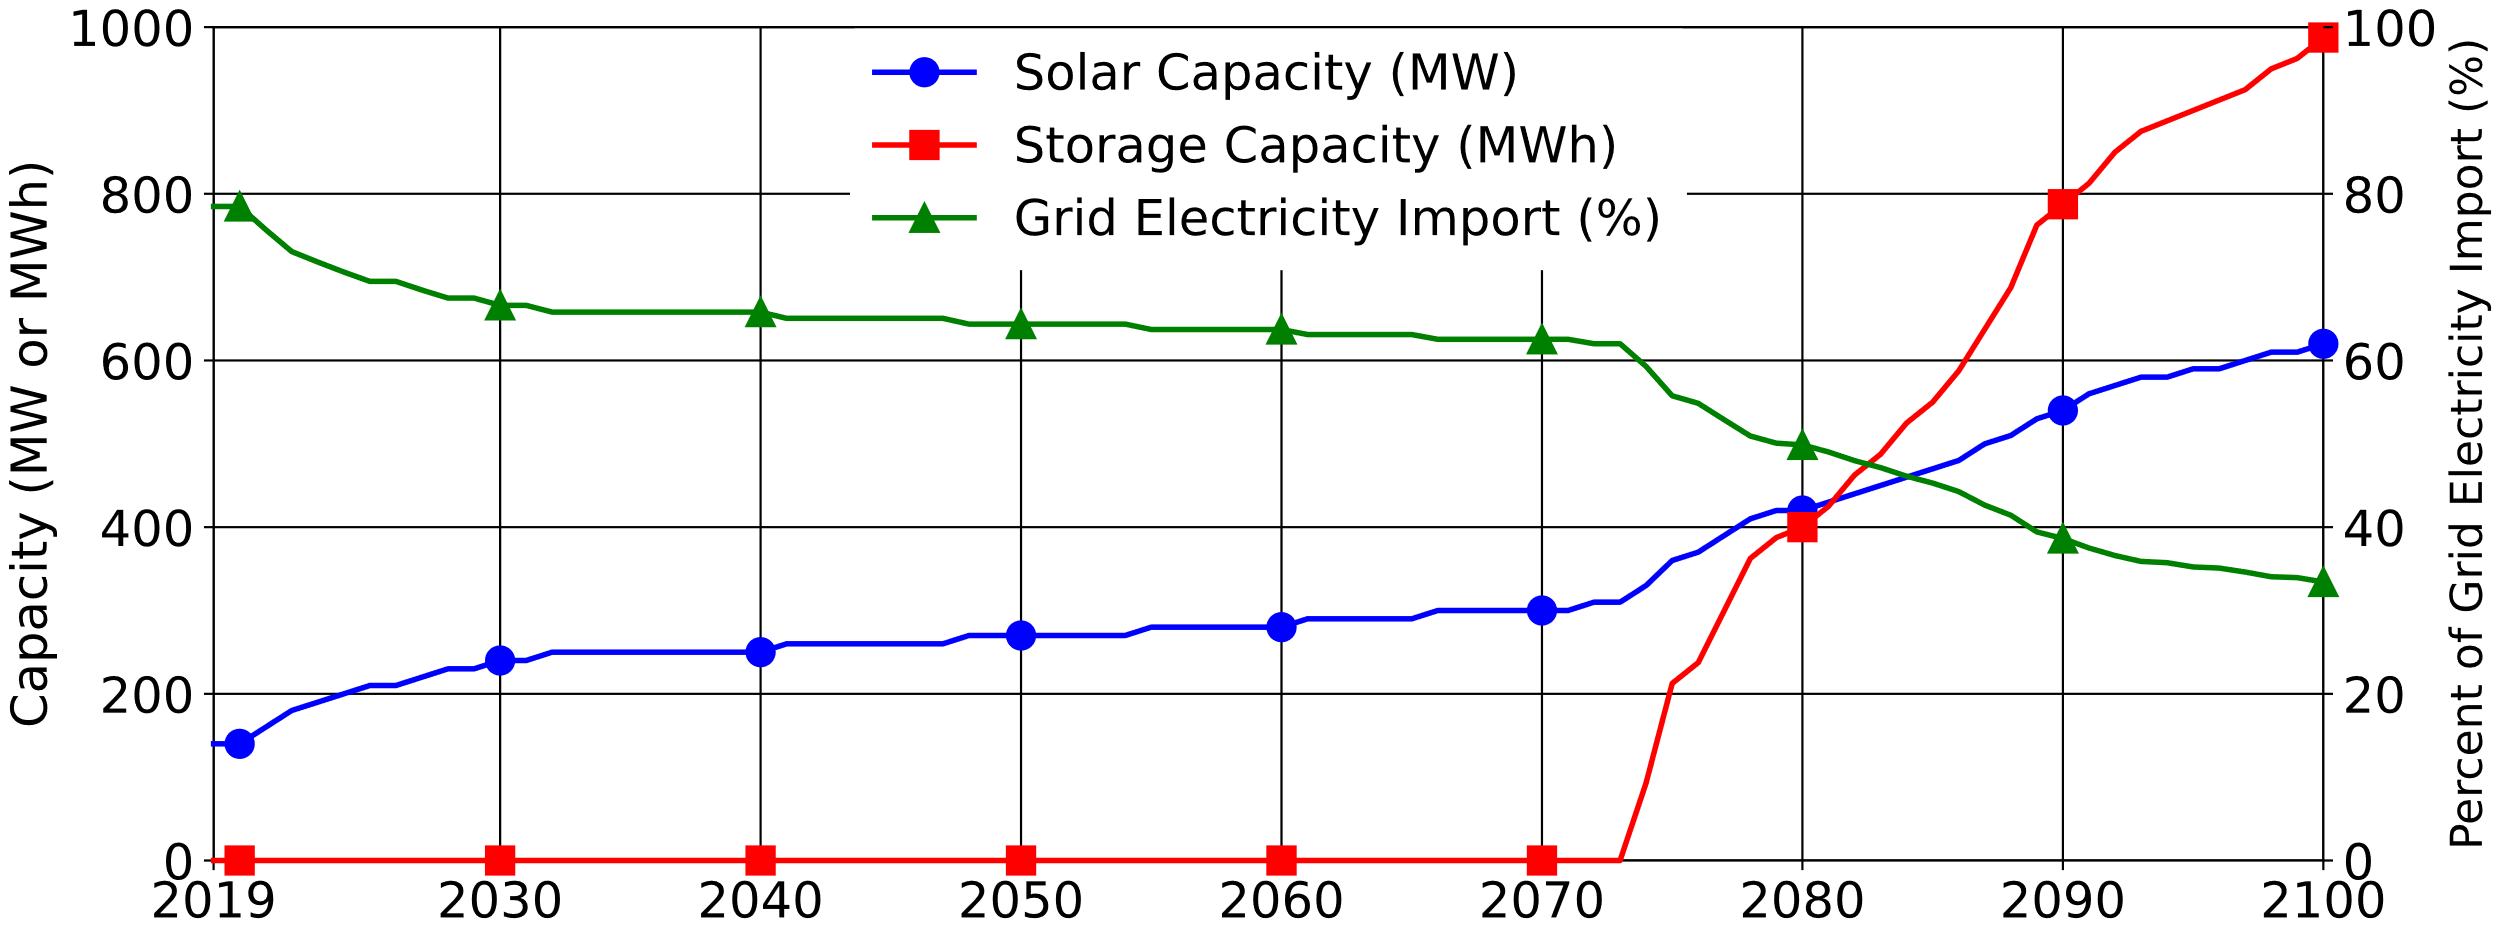 Capacity (MW or MWh)
1000
800
600
400
200
0
Solar Capacity (MW)
Storage Capacity (MWh)
Grid Electricity Import (%)
100
80
60
40
20
0
Percent of Grid Electricity Import (%)
2019 2030 2040 2050 2060 2070 2080 2090 2100